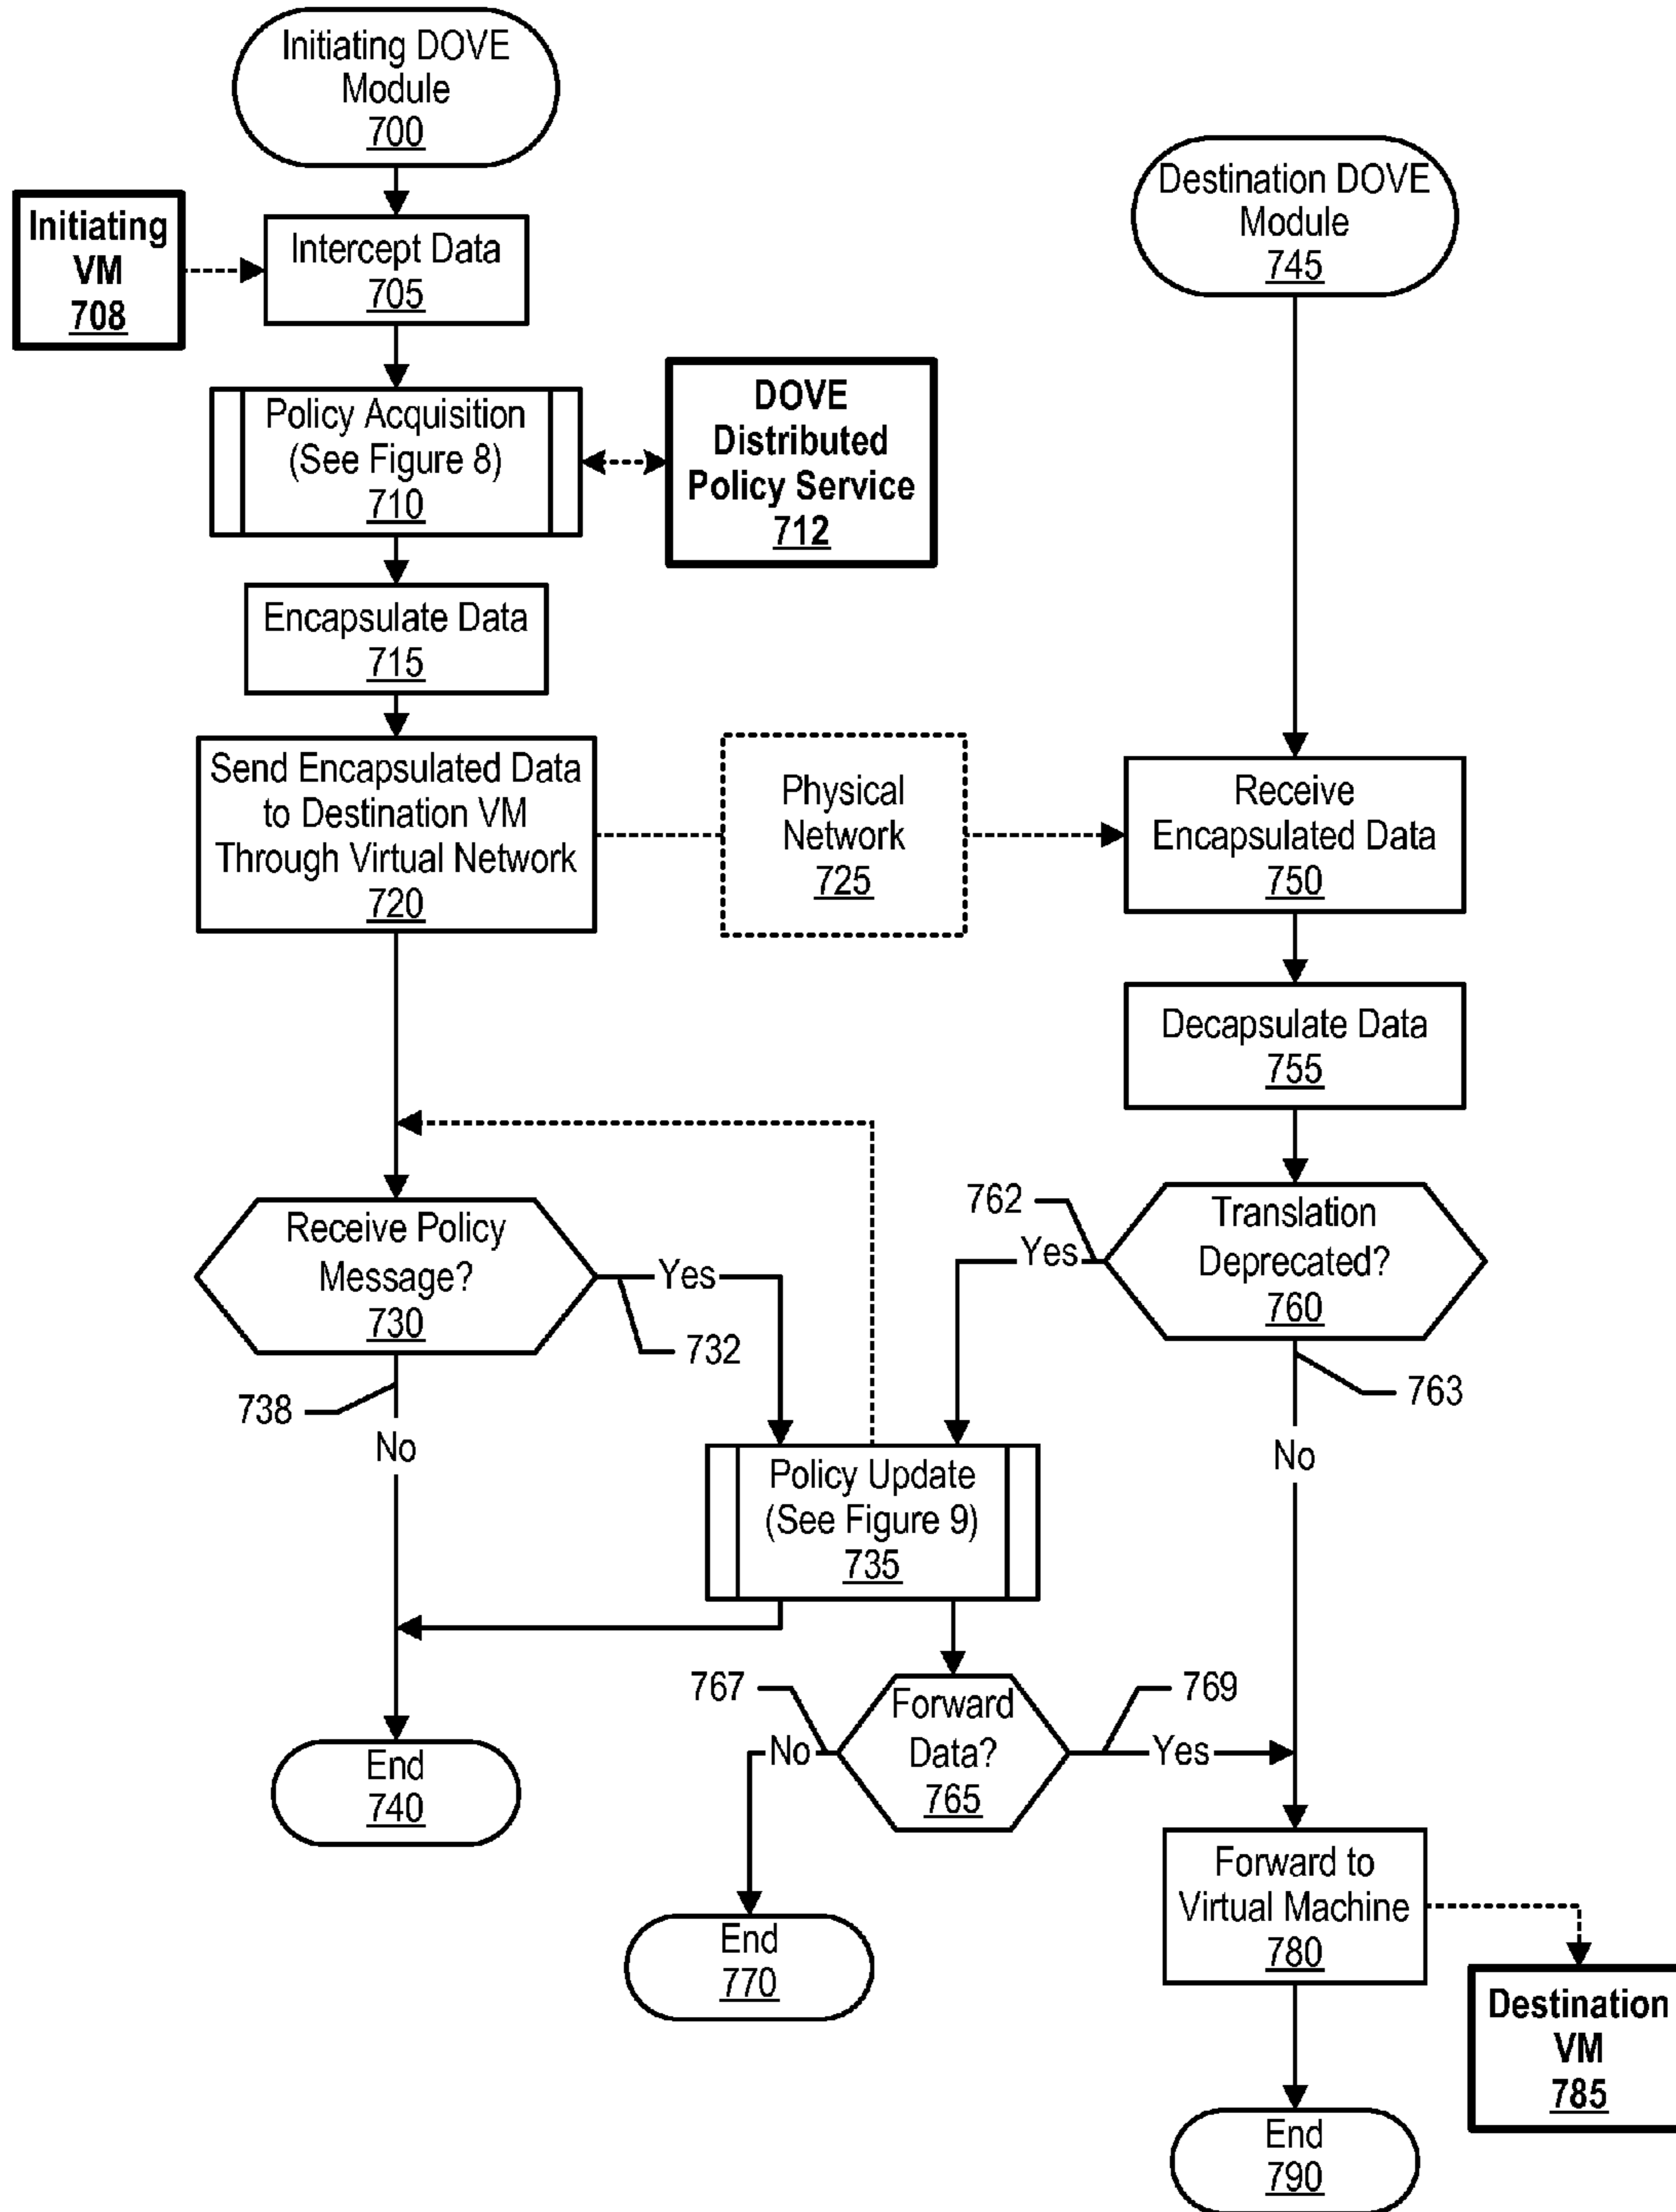 Initiating DOVE
Module
700
Initiating
VM
708
Intercept Data
705
Policy Acquisition
(See Figure 8)
710
DOVE
Distributed
Policy Service
712
Encapsulate Data
715
Send Encapsulated Data
to Destination VM
Through Virtual Network
720
Physical
Network
725
Destination DOVE
Module
745
Receive
Encapsulated Data
750
Decapsulate Data
755
Receive Policy
Message?
730
Yes
732
738
No
762
Yes
Translation
Deprecated?
760
763
No
Policy Update
(See Figure 9)
735
End
740
767
No
Forward
Data?
765
769
Yes
End
770
Forward to
Virtual Machine
780
Destination
VM
785
End
790